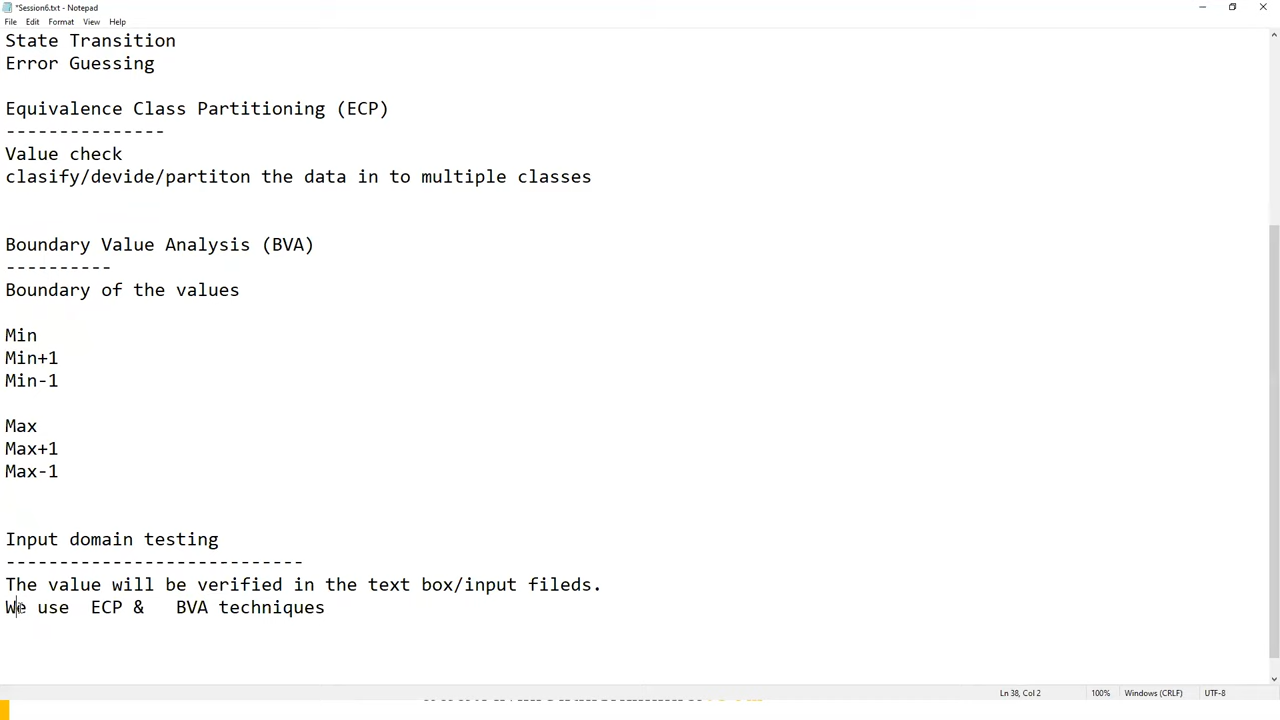 *Session6.txt - Notepad
File Edit Format View Help
State Transition
Error Guessing
Equivalence Class Partitioning (ECP)
---------------
Value check
clasify/devide/partiton the data in to multiple classes
Boundary Value Analysis (BVA)
----------
Boundary of the values
Min
Min+1
Min-1
Max
Max+1
Max-1
Input domain testing
----------------------------
The value will be verified in the text box/input fileds.
We use  ECP &   BVA techniques
Ln 38, Col 2 100% Windows (CRLF) UTF-8